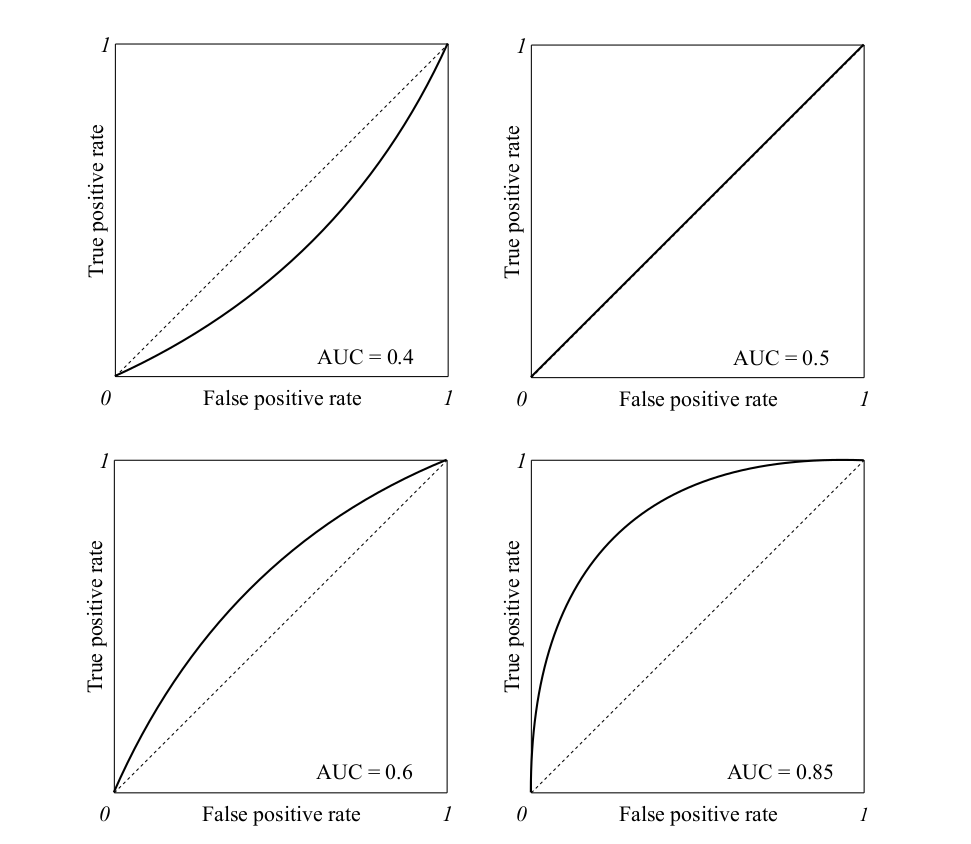 1
True positive rate
AUC = 0.4
0
False positive rate
1
1
True positive rate
AUC = 0.5
0
False positive rate
1
1
True positive rate
AUC = 0.6
0
False positive rate
1
1
True positive rate
AUC = 0.85
0
False positive rate
1